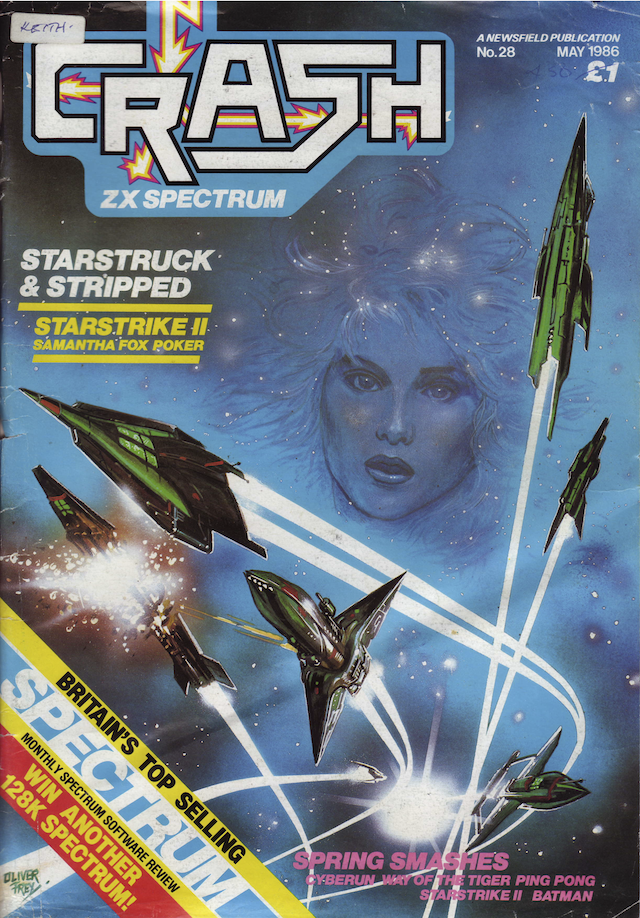 KEITH.
CRASH
ZX SPECTRUM
A NEWSFIELD PUBLICATION
No.28 MAY 1986
£1
STARSTRUCK
& STRIPPED
STARSTRIKE II
SAMANTHA FOX POKER
BRITAIN'S TOP SELLING
SPECTRUM
MONTHLY SPECTRUM SOFTWARE REVIEW
WIN ANOTHER
128K SPECTRUM!
OLIVER
FREY
SPRING SMASHES
CYBERUN WAY OF THE TIGER PING PONG
STARSTRIKE II BATMAN